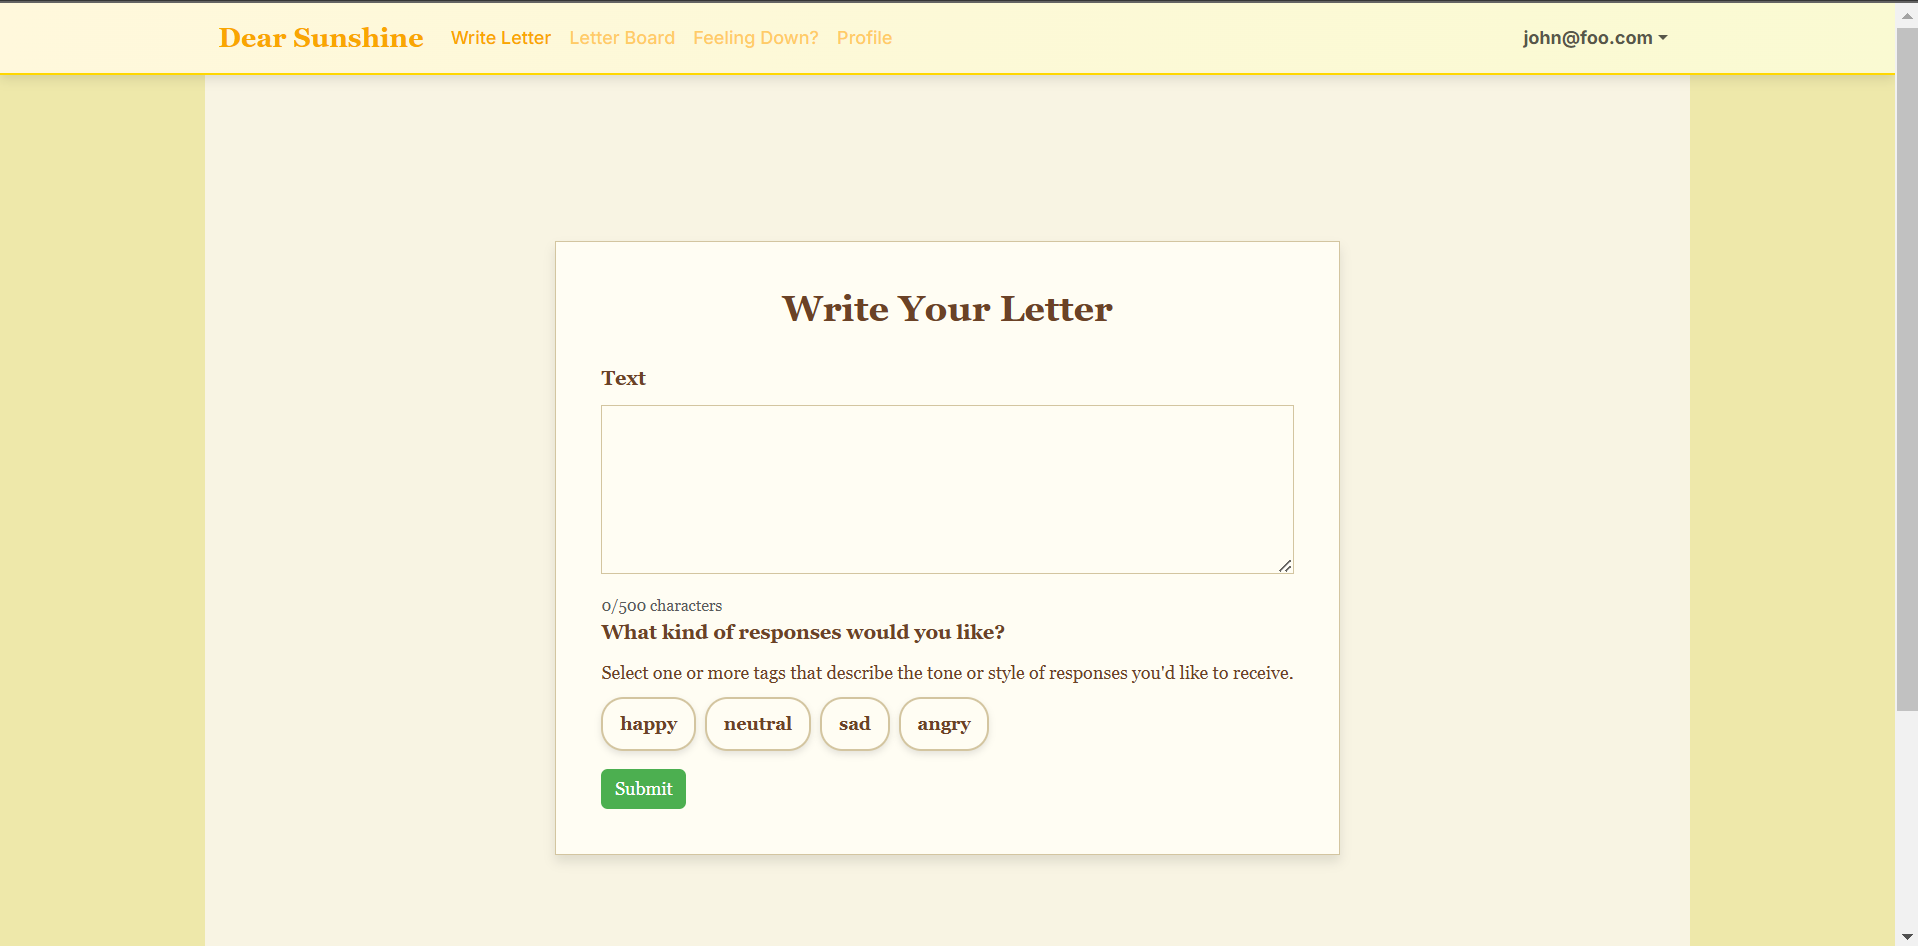 Dear Sunshine Write Letter Letter Board Feeling Down? Profile john@foo.com
Write Your Letter
Text
0/500 characters
What kind of responses would you like?
Select one or more tags that describe the tone or style of responses you'd like to receive.
happy neutral sad angry
Submit